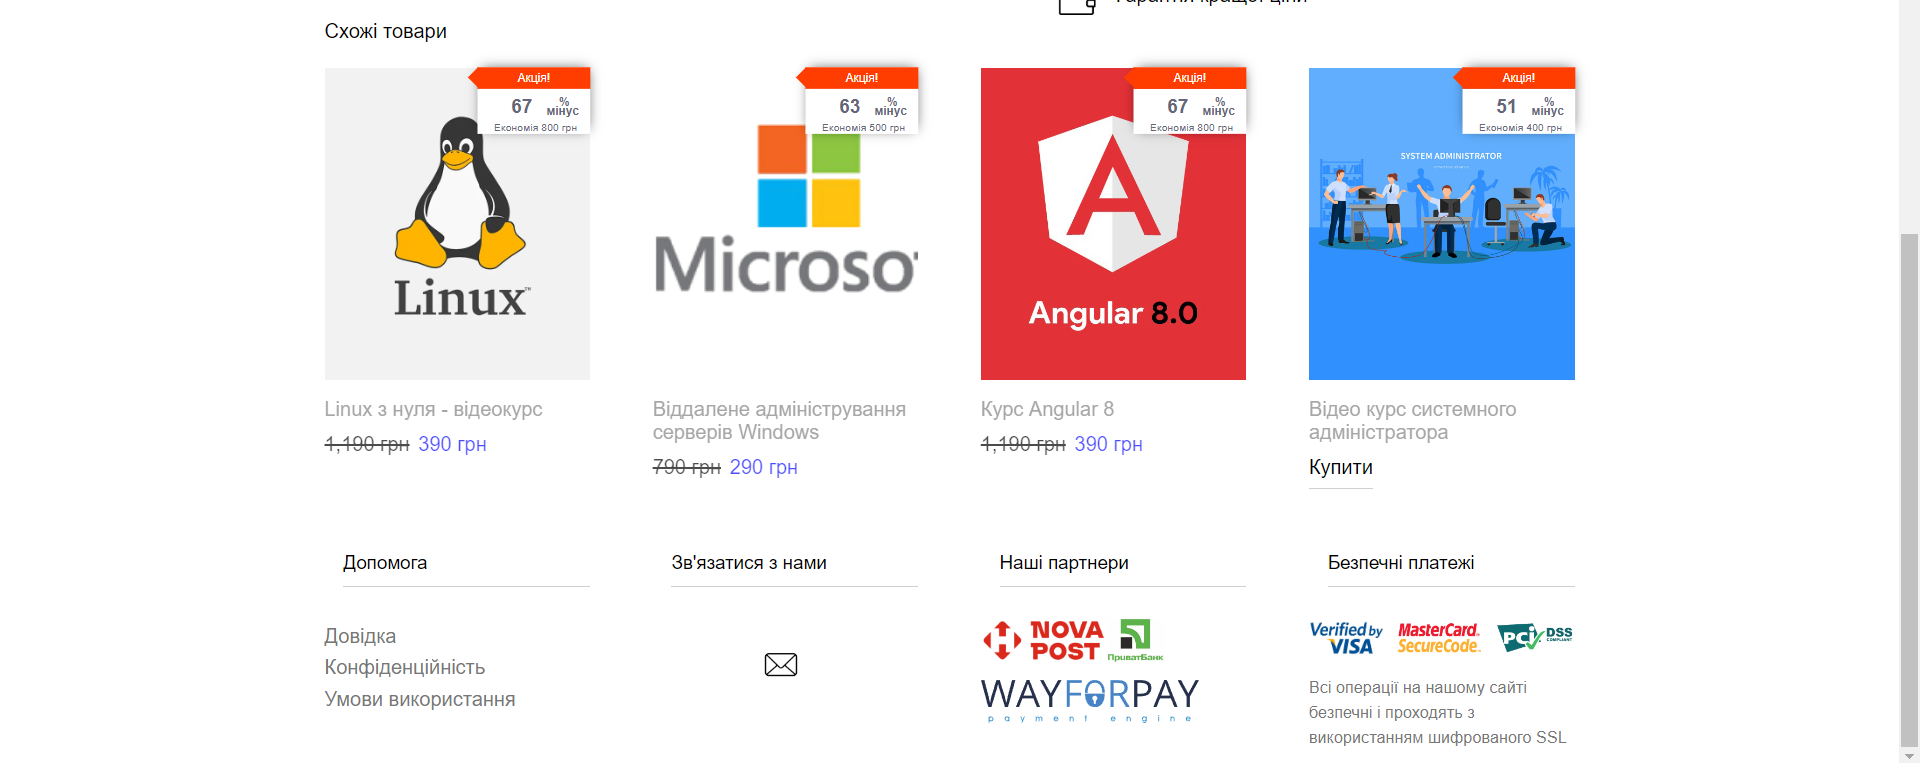 Гарантія кращої ціни
Схожі товари
Акція!
67 % мінус
Економія 800 грн
Linux™
Linux з нуля - відеокурс
1,190 грн 390 грн
Акція!
63 % мінус
Економія 500 грн
Microso
Віддалене адміністрування
серверів Windows
790 грн 290 грн
Акція!
67 % мінус
Економія 800 грн
Angular 8.0
Курс Angular 8
1,190 грн 390 грн
Акція!
51 % мінус
Економія 400 грн
SYSTEM ADMINISTRATOR
Відео курс системного
адміністратора
Купити
Допомога
Довідка
Конфіденційність
Умови використання
Зв'язатися з нами
Наші партнери
NOVA
POST
ПриватБанк
WAYFORPAY
payment engine
Безпечні платежі
Verified by
VISA
MasterCard.
SecureCode.
PCI DSS
COMPLIANT
Всі операції на нашому сайті
безпечні і проходять з
використанням шифрованого SSL